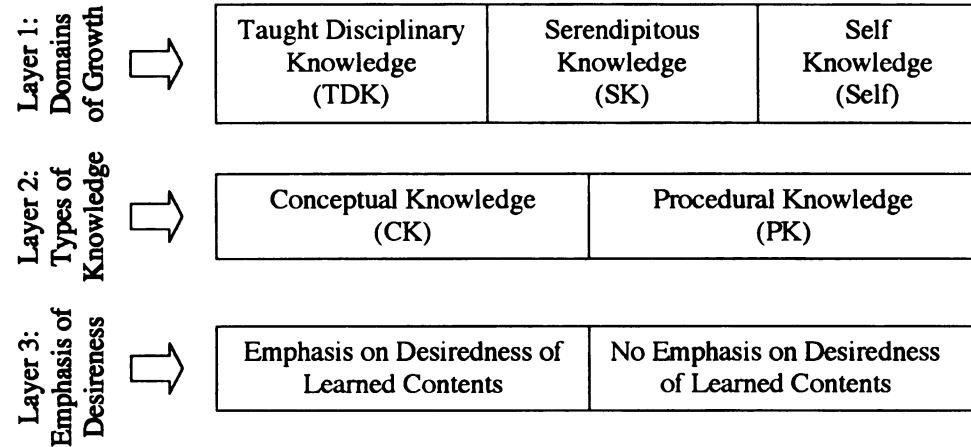 Layer 1:
Domains
of Growth
Taught Disciplinary
Knowledge
(TDK)
Serendipitous
Knowledge
(SK)
Self
Knowledge
(Self)
Layer 2:
Types of
Knowledge
Conceptual Knowledge
(CK)
Procedural Knowledge
(PK)
Layer 3:
Emphasis of
Desireness
Emphasis on Desiredness of
Learned Contents
No Emphasis on Desiredness
of Learned Contents